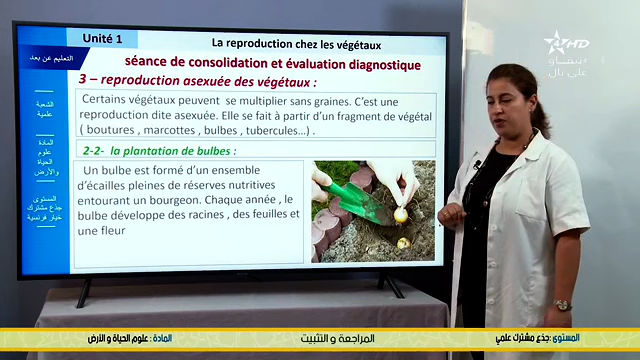 Unité 1
La reproduction chez les végétaux
التعليم عن بعد
séance de consolidation et évaluation diagnostique
3 – reproduction asexuée des végétaux :
الشعبة
علمية
Certains végétaux peuvent se multiplier sans graines. C'est une
reproduction dite asexuée. Elle se fait à partir d'un fragment de végétal
( boutures , marcottes , bulbes , tubercules...) .
المادة
علوم
الحياة
والأرض
2-2- la plantation de bulbes :
Un bulbe est formé d'un ensemble
d'écailles pleines de réserves nutritives
entourant un bourgeon. Chaque année , le
bulbe développe des racines , des feuilles et
une fleur
المستوى
جذع مشترك
خيار فرنسية
4 HD
المستوى :جذع مشترك علمي
المراجعة و التثبيت
المادة : علوم الحياة و الأرض